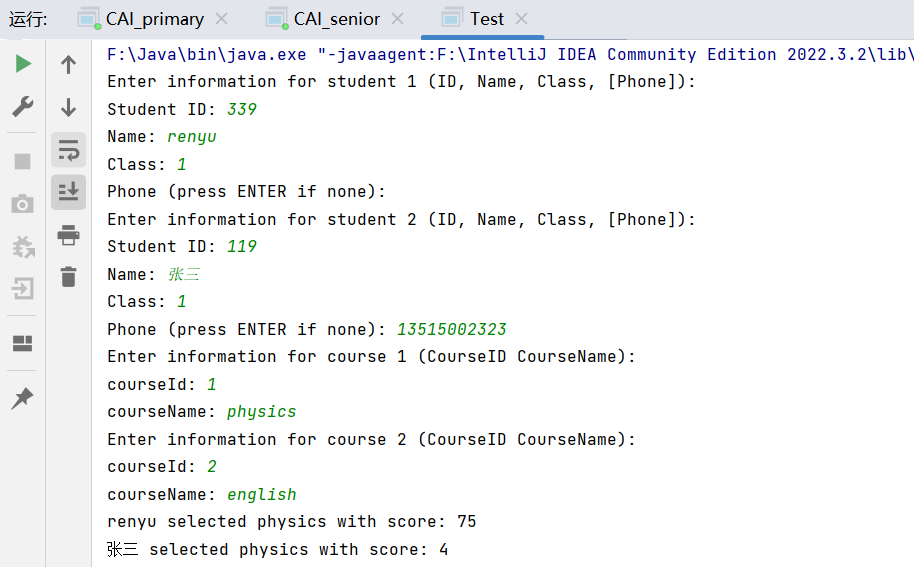 运行: CAI_primary CAI_senior Test
F:\Java\bin\java.exe "-javaagent:F:\IntelliJ IDEA Community Edition 2022.3.2\lib\
Enter information for student 1 (ID, Name, Class, [Phone]):
Student ID: 339
Name: renyu
Class: 1
Phone (press ENTER if none):
Enter information for student 2 (ID, Name, Class, [Phone]):
Student ID: 119
Name: 张三
Class: 1
Phone (press ENTER if none): 13515002323
Enter information for course 1 (CourseID CourseName):
courseId: 1
courseName: physics
Enter information for course 2 (CourseID CourseName):
courseId: 2
courseName: english
renyu selected physics with score: 75
张三 selected physics with score: 4